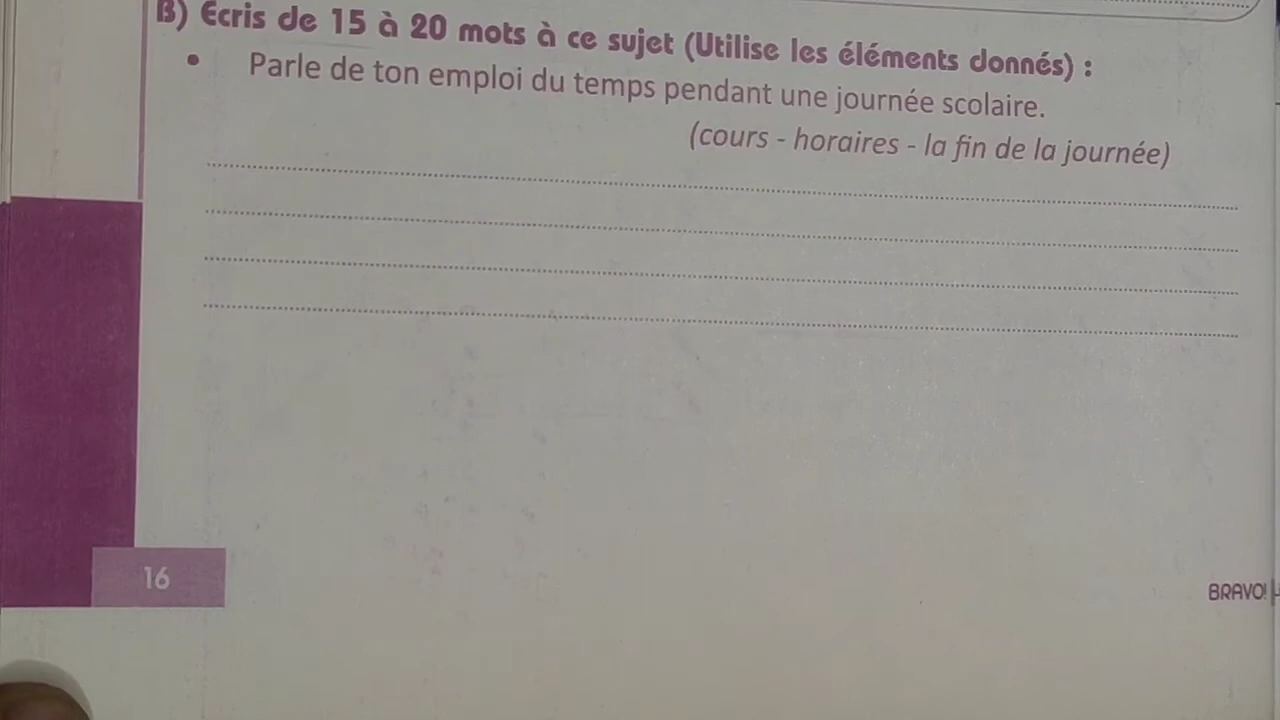 B) Écris de 15 à 20 mots à ce sujet (Utilise les éléments donnés) :
• Parle de ton emploi du temps pendant une journée scolaire.
(cours - horaires - la fin de la journée)
16
BRAVO!